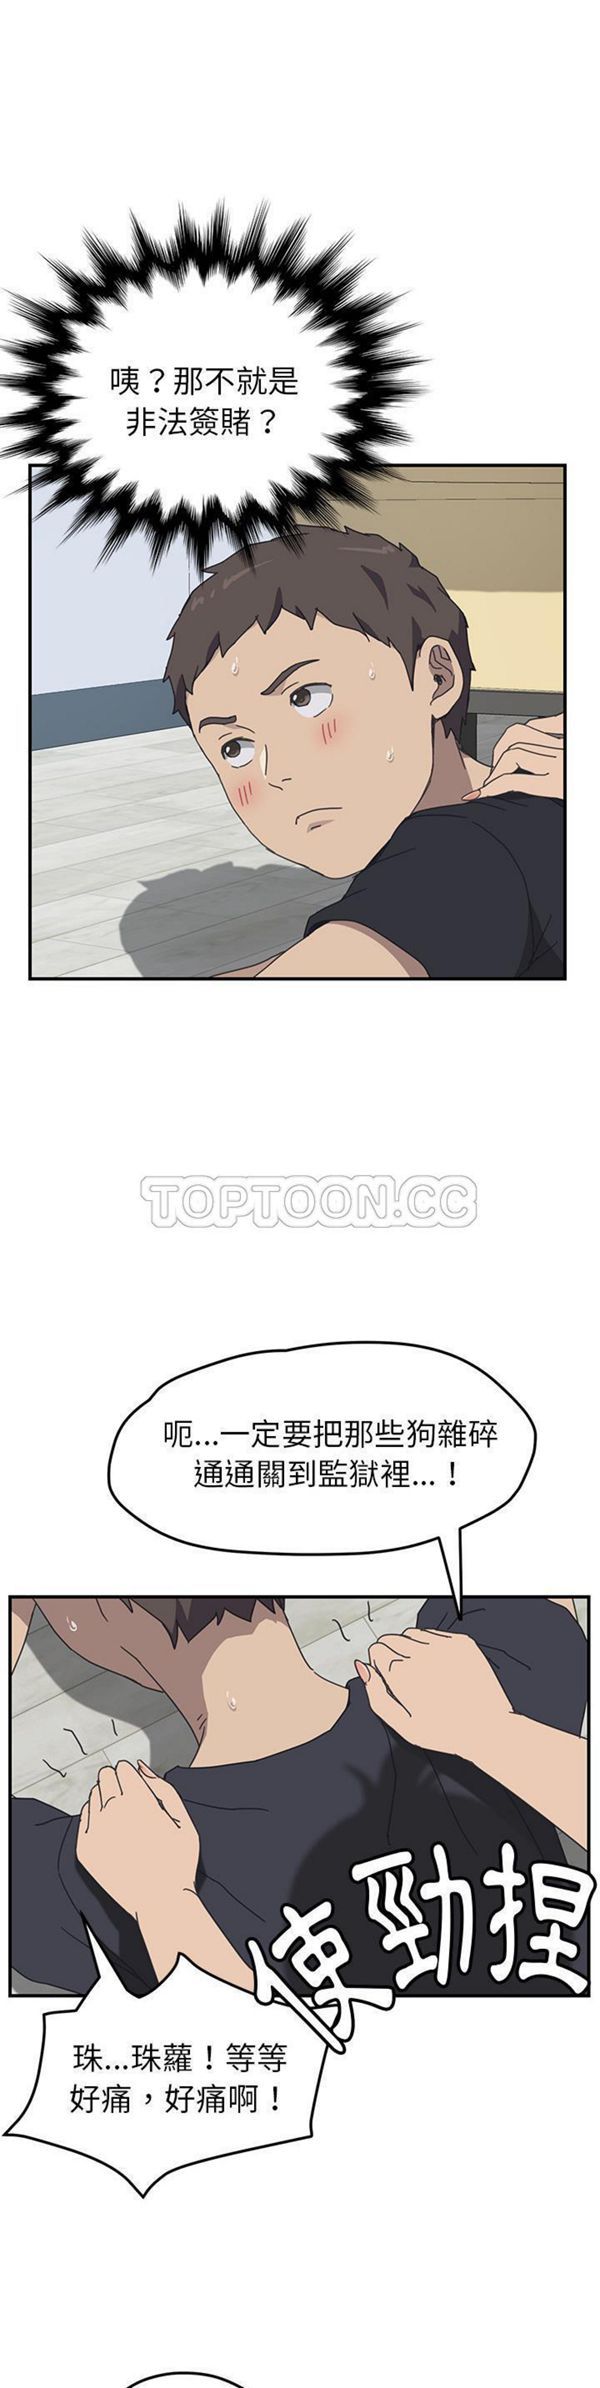 咦？那不就是
非法簽賭？
TOPTOON.CC
呃...一定要把那些狗雜碎
通通關到監獄裡...！
使勁捏
珠...珠蘿！等等
好痛，好痛啊！